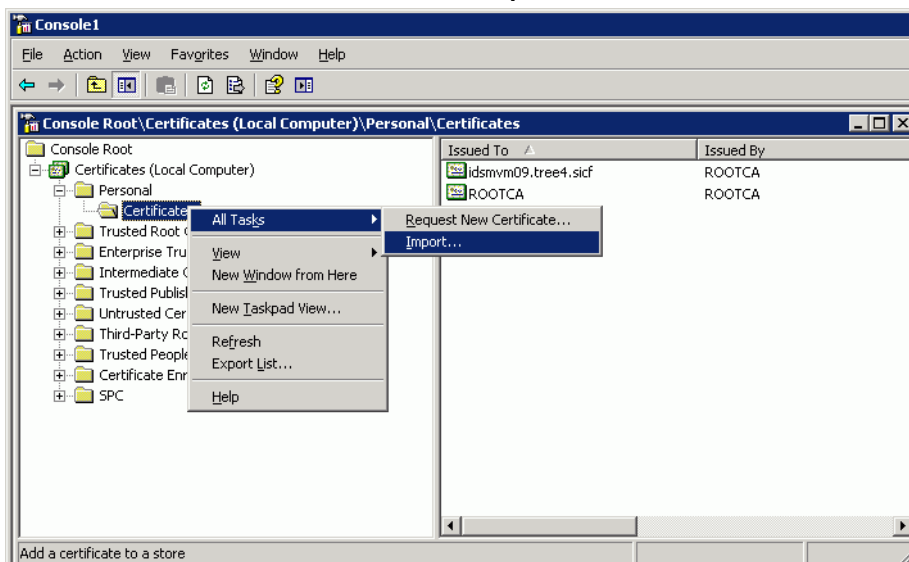 Console1
File Action View Favorites Window Help
Console Root\Certificates (Local Computer)\Personal\Certificates
Console Root
Certificates (Local Computer)
Personal
Certificate
Trusted Root
Enterprise Tru
Intermediate
Trusted Publis
Untrusted Cer
Third-Party Ro
Trusted People
Certificate Enr
SPC
Issued To Issued By
idsmvm09.tree4.sicf ROOTCA
ROOTCA ROOTCA
All Tasks
View
New Window from Here
New Taskpad View...
Refresh
Export List...
Help
Request New Certificate...
Import...
Add a certificate to a store